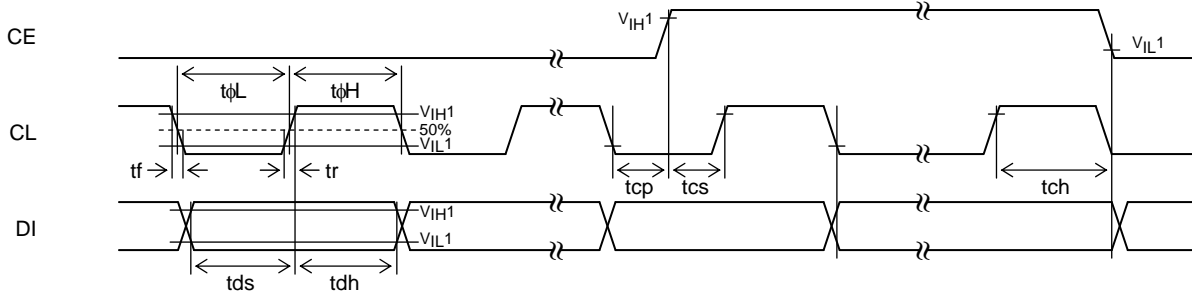 CE
VIH1
VIL1
tϕL
tϕH
CL
VIH1
50%
VIL1
tf
tr
tcp
tcs
tch
DI
VIH1
VIL1
tds
tdh